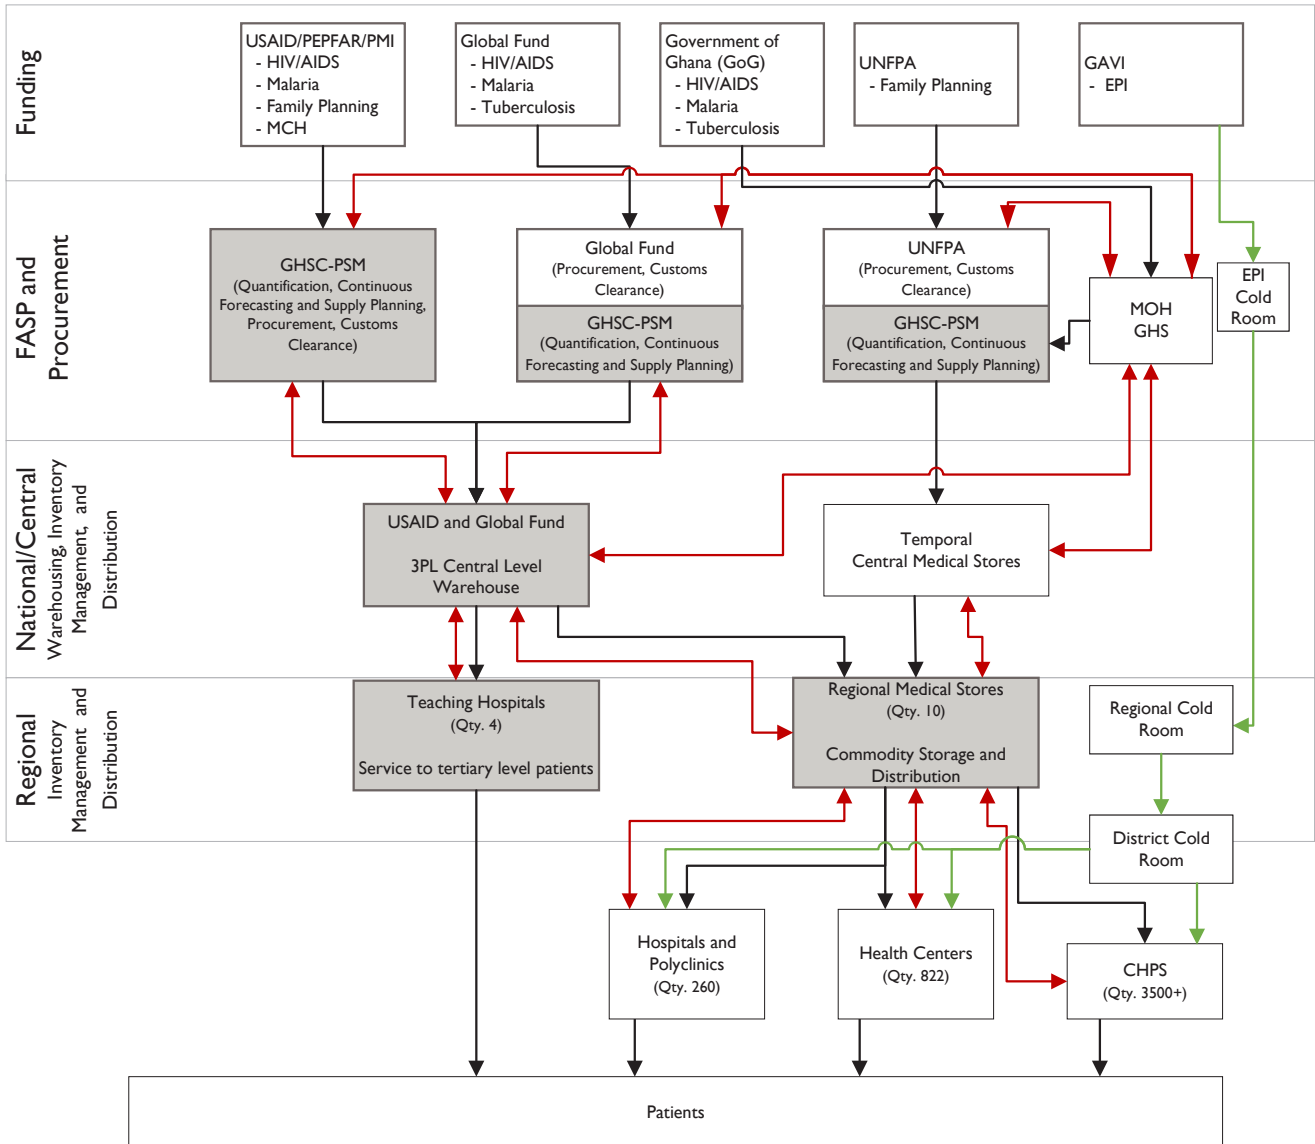 Funding
USAID/PEPFAR/PMI
- HIV/AIDS
- Malaria
- Family Planning
- MCH
Global Fund
- HIV/AIDS
- Malaria
- Tuberculosis
Government of
Ghana (GoG)
- HIV/AIDS
- Malaria
- Tuberculosis
UNFPA
- Family Planning
GAVI
- EPI
FASP and
Procurement
GHSC-PSM
(Quantification, Continuous
Forecasting and Supply Planning,
Procurement, Customs
Clearance)
Global Fund
(Procurement, Customs
Clearance)
GHSC-PSM
(Quantification, Continuous
Forecasting and Supply Planning)
UNFPA
(Procurement, Customs
Clearance)
GHSC-PSM
(Quantification, Continuous
Forecasting and Supply Planning)
MOH
GHS
EPI
Cold
Room
National/Central
Warehousing, Inventory
Management, and
Distribution
USAID and Global Fund
3PL Central Level
Warehouse
Temporal
Central Medical Stores
Regional
Inventory
Management and
Distribution
Teaching Hospitals
(Qty. 4)
Service to tertiary level patients
Regional Medical Stores
(Qty. 10)
Commodity Storage and
Distribution
Regional Cold
Room
District Cold
Room
Hospitals and
Polyclinics
(Qty. 260)
Health Centers
(Qty. 822)
CHPS
(Qty. 3500+)
Patients